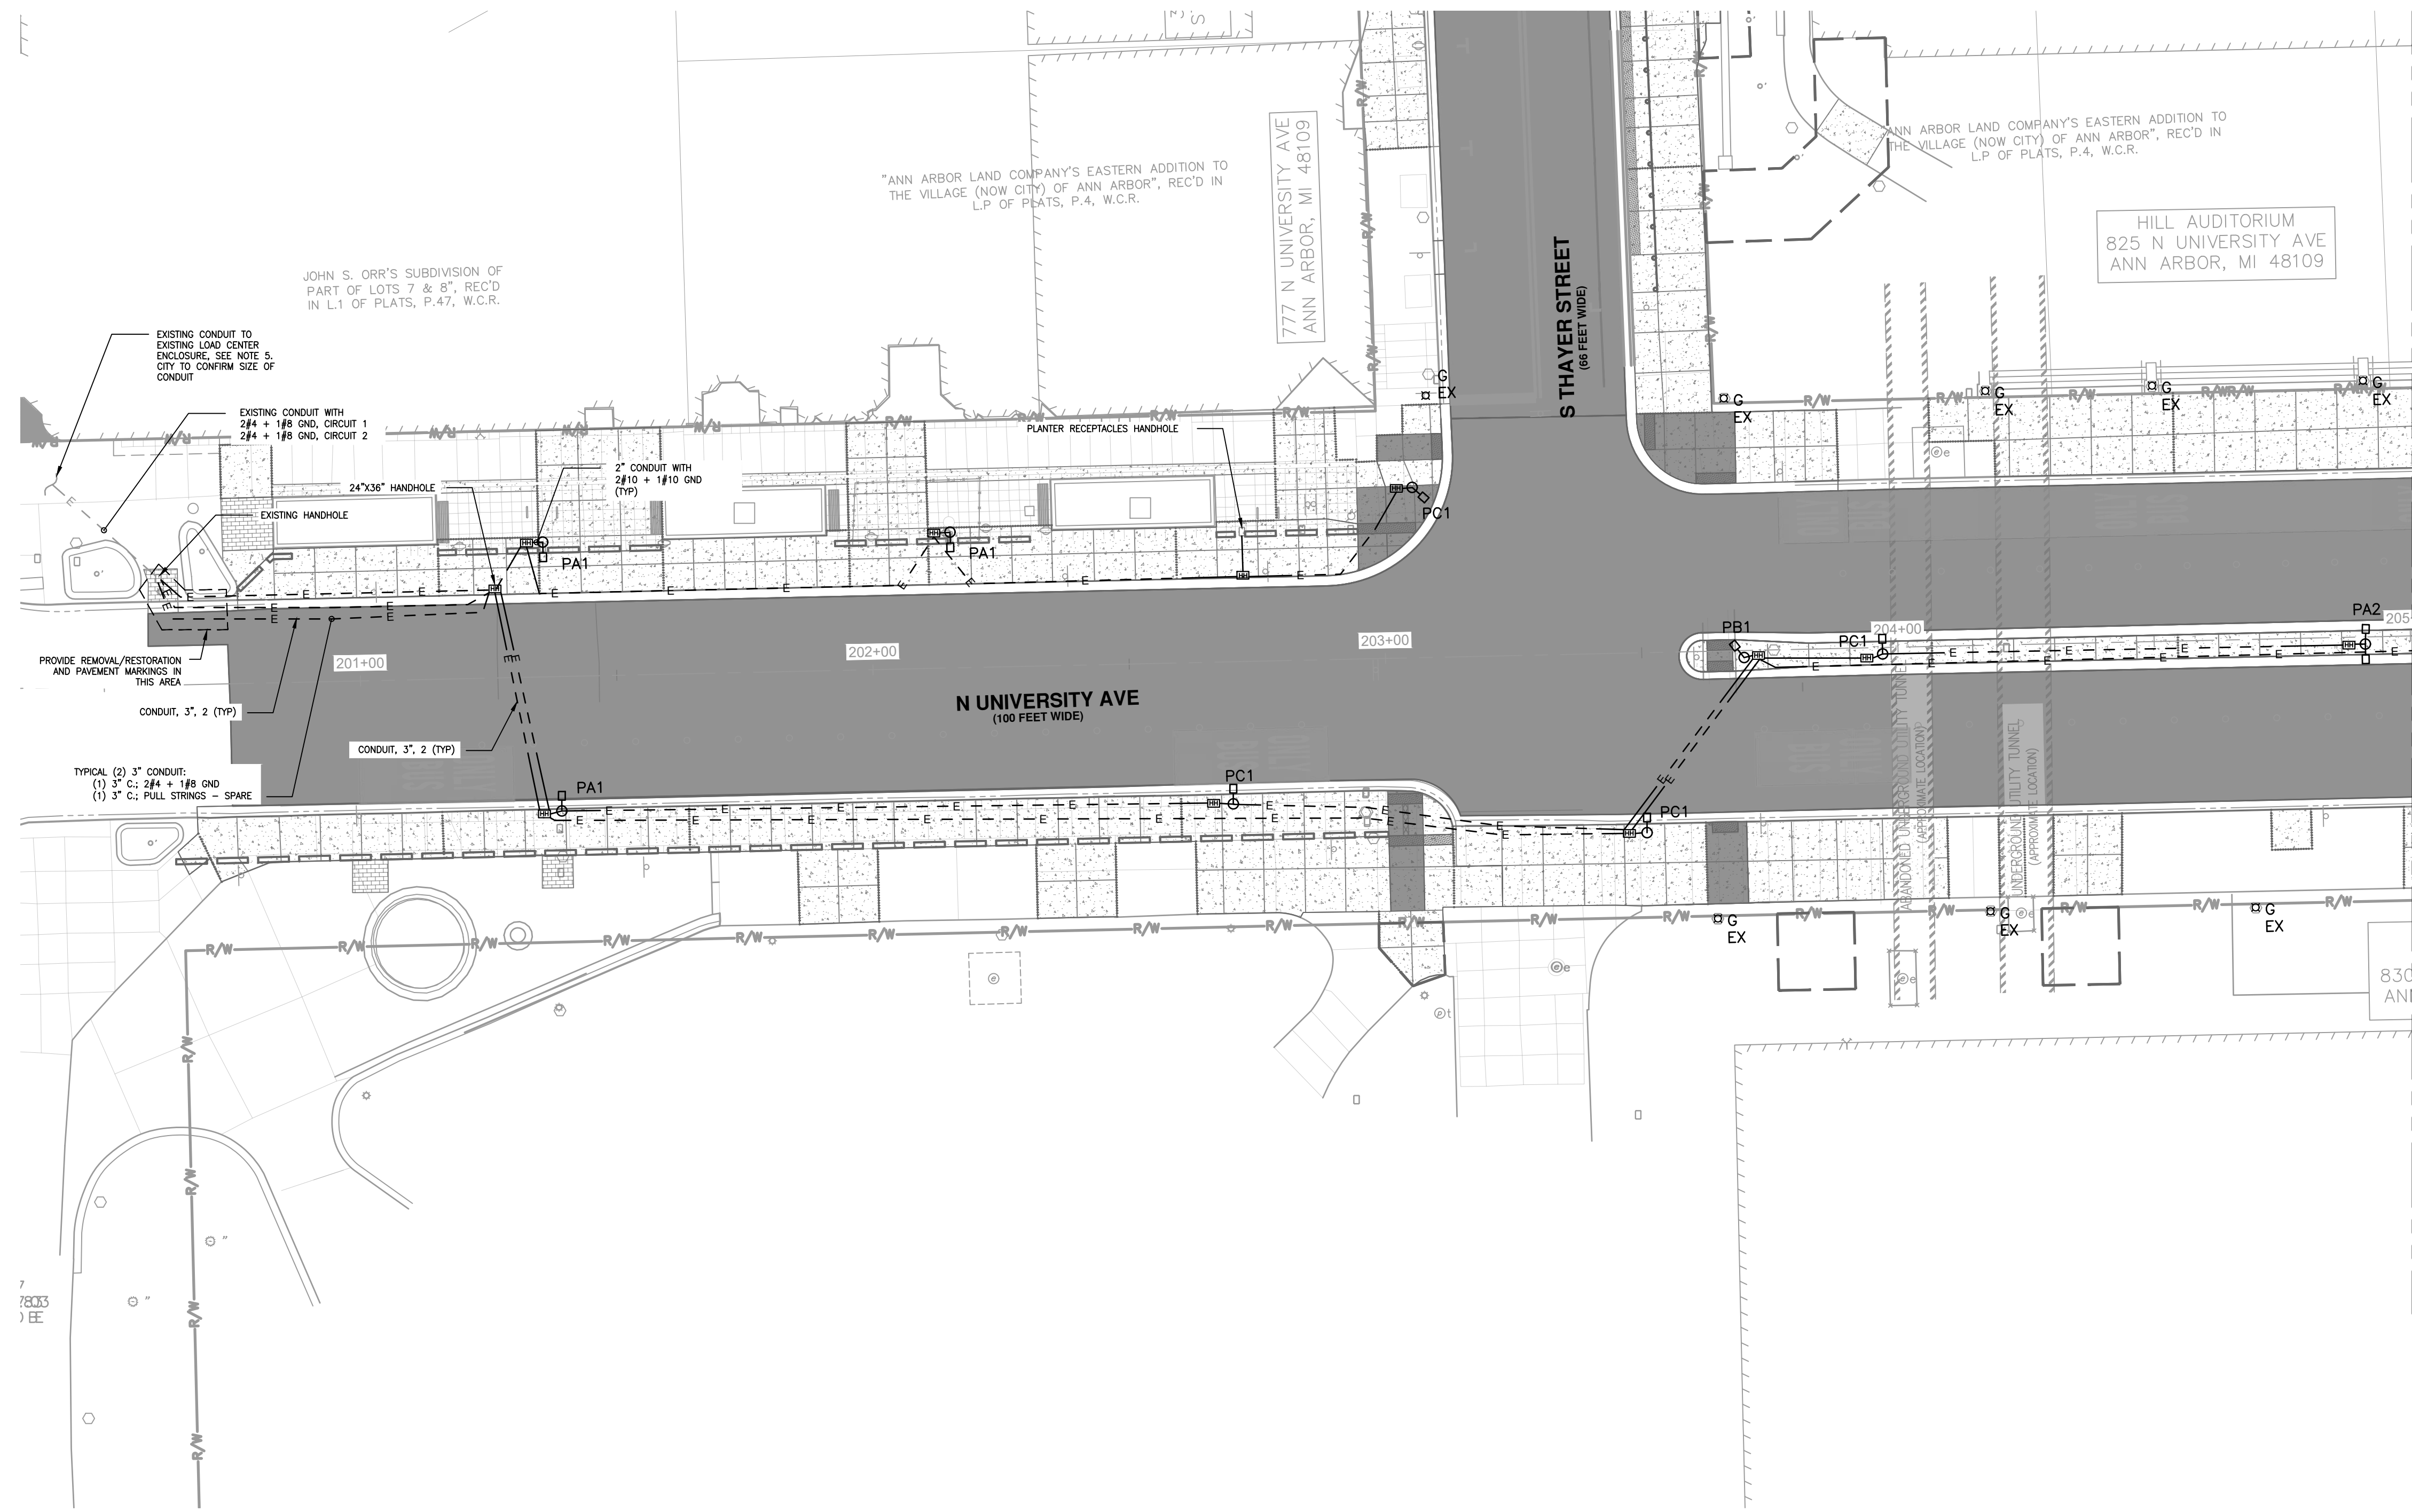 "ANN ARBOR LAND COMPANY'S EASTERN ADDITION TO
THE VILLAGE (NOW CITY) OF ANN ARBOR", REC'D IN
L.P OF PLATS, P.4, W.C.R.
777 N UNIVERSITY AVE
ANN ARBOR, MI 48109
S THAYER STREET
(66 FEET WIDE)
ANN ARBOR LAND COMPANY'S EASTERN ADDITION TO
THE VILLAGE (NOW CITY) OF ANN ARBOR", REC'D IN
L.P OF PLATS, P.4, W.C.R.
HILL AUDITORIUM
825 N UNIVERSITY AVE
ANN ARBOR, MI 48109
JOHN S. ORR'S SUBDIVISION OF
PART OF LOTS 7 & 8", REC'D
IN L.1 OF PLATS, P.47, W.C.R.
EXISTING CONDUIT TO
EXISTING LOAD CENTER
ENCLOSURE, SEE NOTE 5.
CITY TO CONFIRM SIZE OF
CONDUIT
EXISTING CONDUIT WITH
2#4 + 1#8 GND, CIRCUIT 1
2#4 + 1#8 GND, CIRCUIT 2
PLANTER RECEPTACLES HANDHOLE
G
EX
G
EX
G
EX
G
EX
G
EX
2" CONDUIT WITH
2#10 + 1#10 GND
(TYP)
24"X36" HANDHOLE
EXISTING HANDHOLE
PC1
PA1
PA1
PROVIDE REMOVAL/RESTORATION
AND PAVEMENT MARKINGS IN
THIS AREA
201+00
202+00
203+00
204+00
205
PB1
PC1
PA2
CONDUIT, 3", 2 (TYP)
N UNIVERSITY AVE
(100 FEET WIDE)
CONDUIT, 3", 2 (TYP)
TYPICAL (2) 3" CONDUIT:
(1) 3" C.; 2#4 + 1#8 GND
(1) 3" C.; PULL STRINGS – SPARE
PA1
PC1
PC1
ABANDONED UNDERGROUND UTILITY TUNNEL
(APPROXIMATE LOCATION)
UNDERGROUND UTILITY TUNNEL
(APPROXIMATE LOCATION)
R/W
G
EX
G
EX
G
EX
830